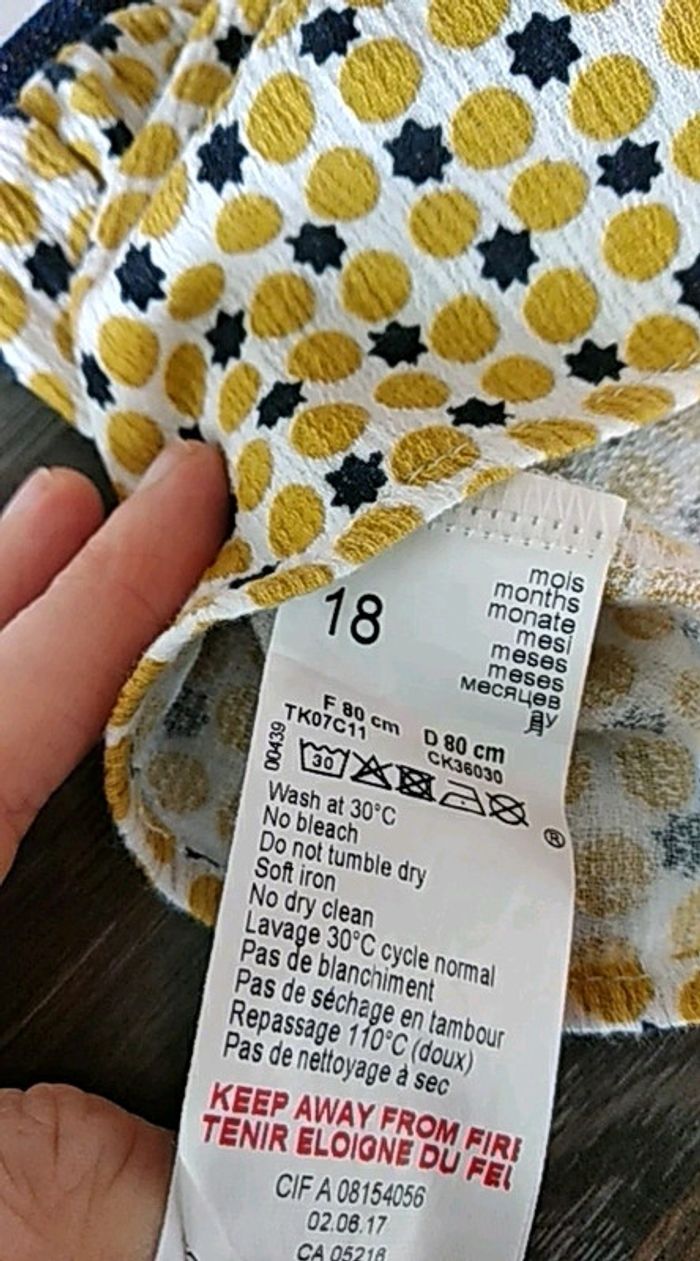 18
mois
months
monate
mesi
meses
meses
месяцев
F 80 cm D 80 cm
TK07C11 CK36030
00439
30
®
Wash at 30°C
No bleach
Do not tumble dry
Soft iron
No dry clean
Lavage 30°C cycle normal
Pas de blanchiment
Pas de séchage en tambour
Repassage 110°C (doux)
Pas de nettoyage à sec
KEEP AWAY FROM FIRE
TENIR ELOIGNE DU FEU
CIF A 08154056
02.06.17
CA 05216